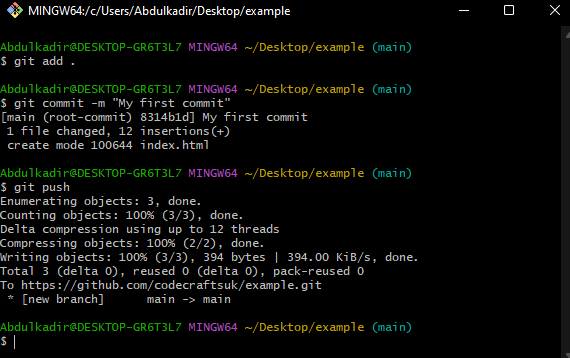 MINGW64:/c/Users/Abdulkadir/Desktop/example
Abdulkadir@DESKTOP-GR6T3L7 MINGW64 ~/Desktop/example (main)
$ git add .
Abdulkadir@DESKTOP-GR6T3L7 MINGW64 ~/Desktop/example (main)
$ git commit -m "My first commit"
[main (root-commit) 8314b1d] My first commit
 1 file changed, 12 insertions(+)
 create mode 100644 index.html
Abdulkadir@DESKTOP-GR6T3L7 MINGW64 ~/Desktop/example (main)
$ git push
Enumerating objects: 3, done.
Counting objects: 100% (3/3), done.
Delta compression using up to 12 threads
Compressing objects: 100% (2/2), done.
Writing objects: 100% (3/3), 394 bytes | 394.00 KiB/s, done.
Total 3 (delta 0), reused 0 (delta 0), pack-reused 0
To https://github.com/codecraftsuk/example.git
 * [new branch]      main -> main
Abdulkadir@DESKTOP-GR6T3L7 MINGW64 ~/Desktop/example (main)
$